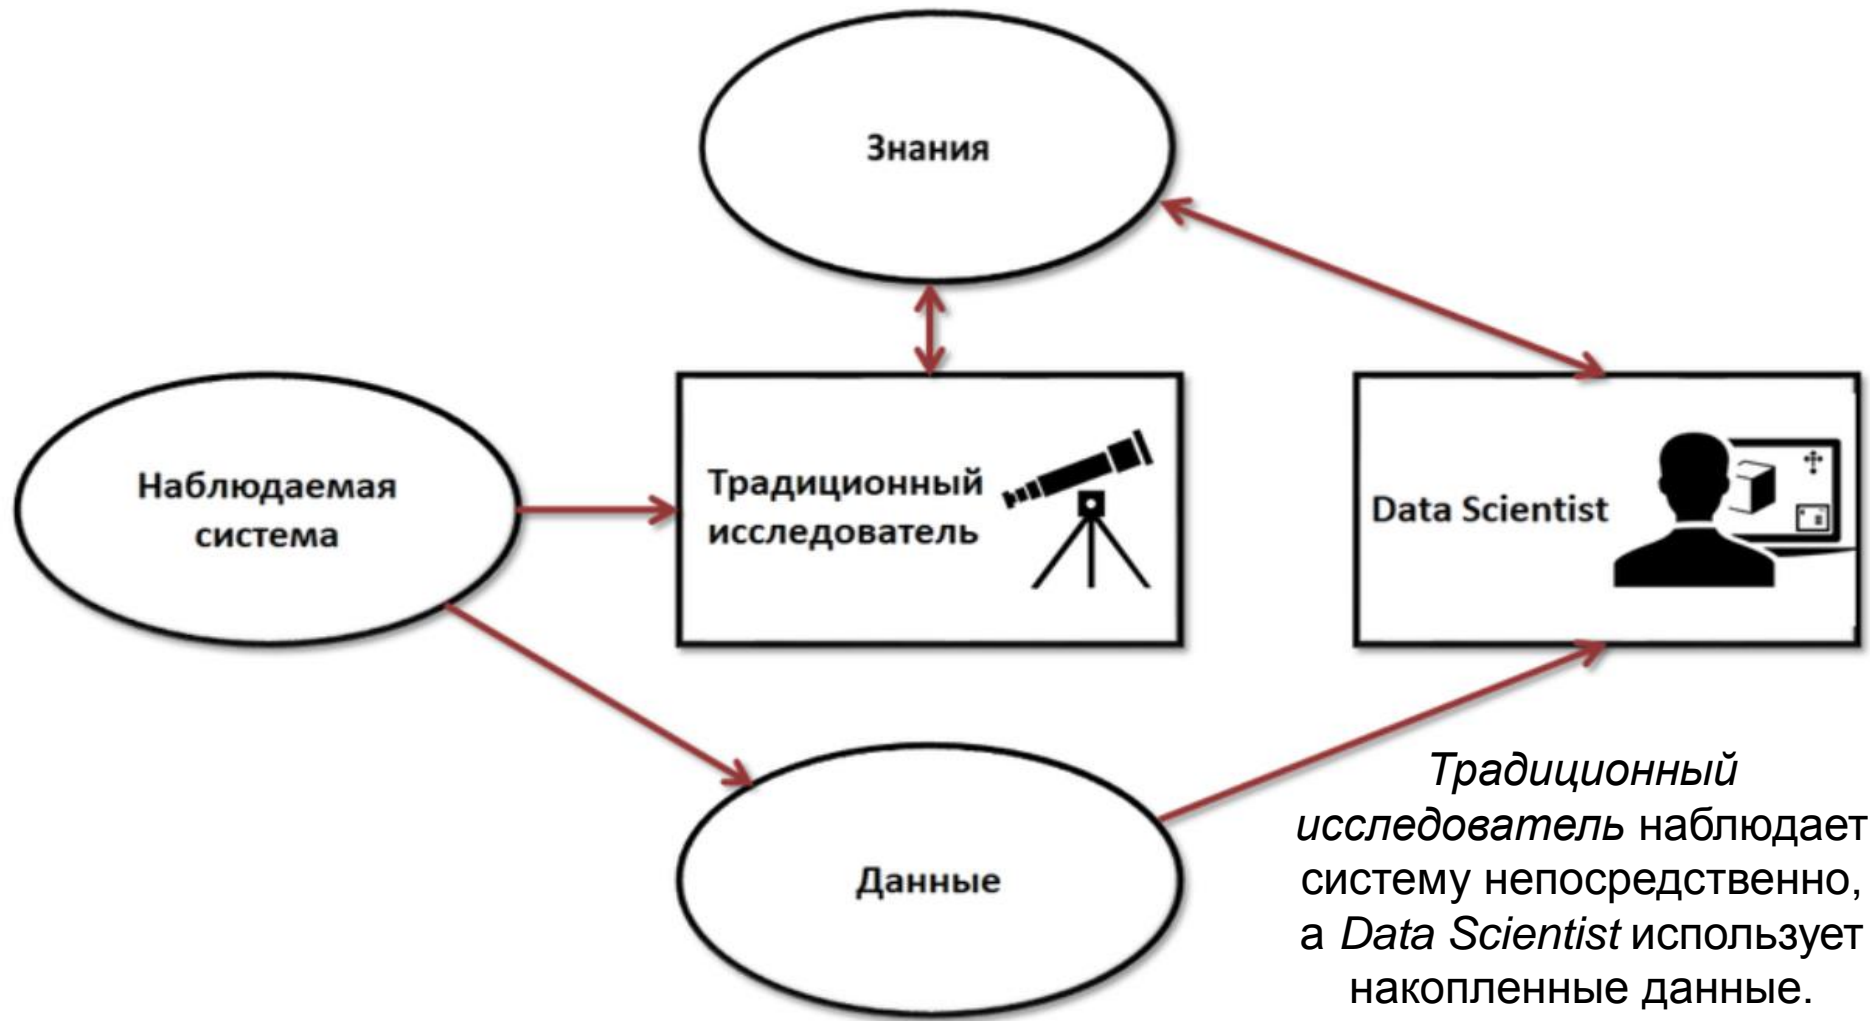 Знания
Наблюдаемая
система
Традиционный
исследователь
Data Scientist
Данные
Традиционный
исследователь наблюдает
систему непосредственно,
а Data Scientist использует
накопленные данные.